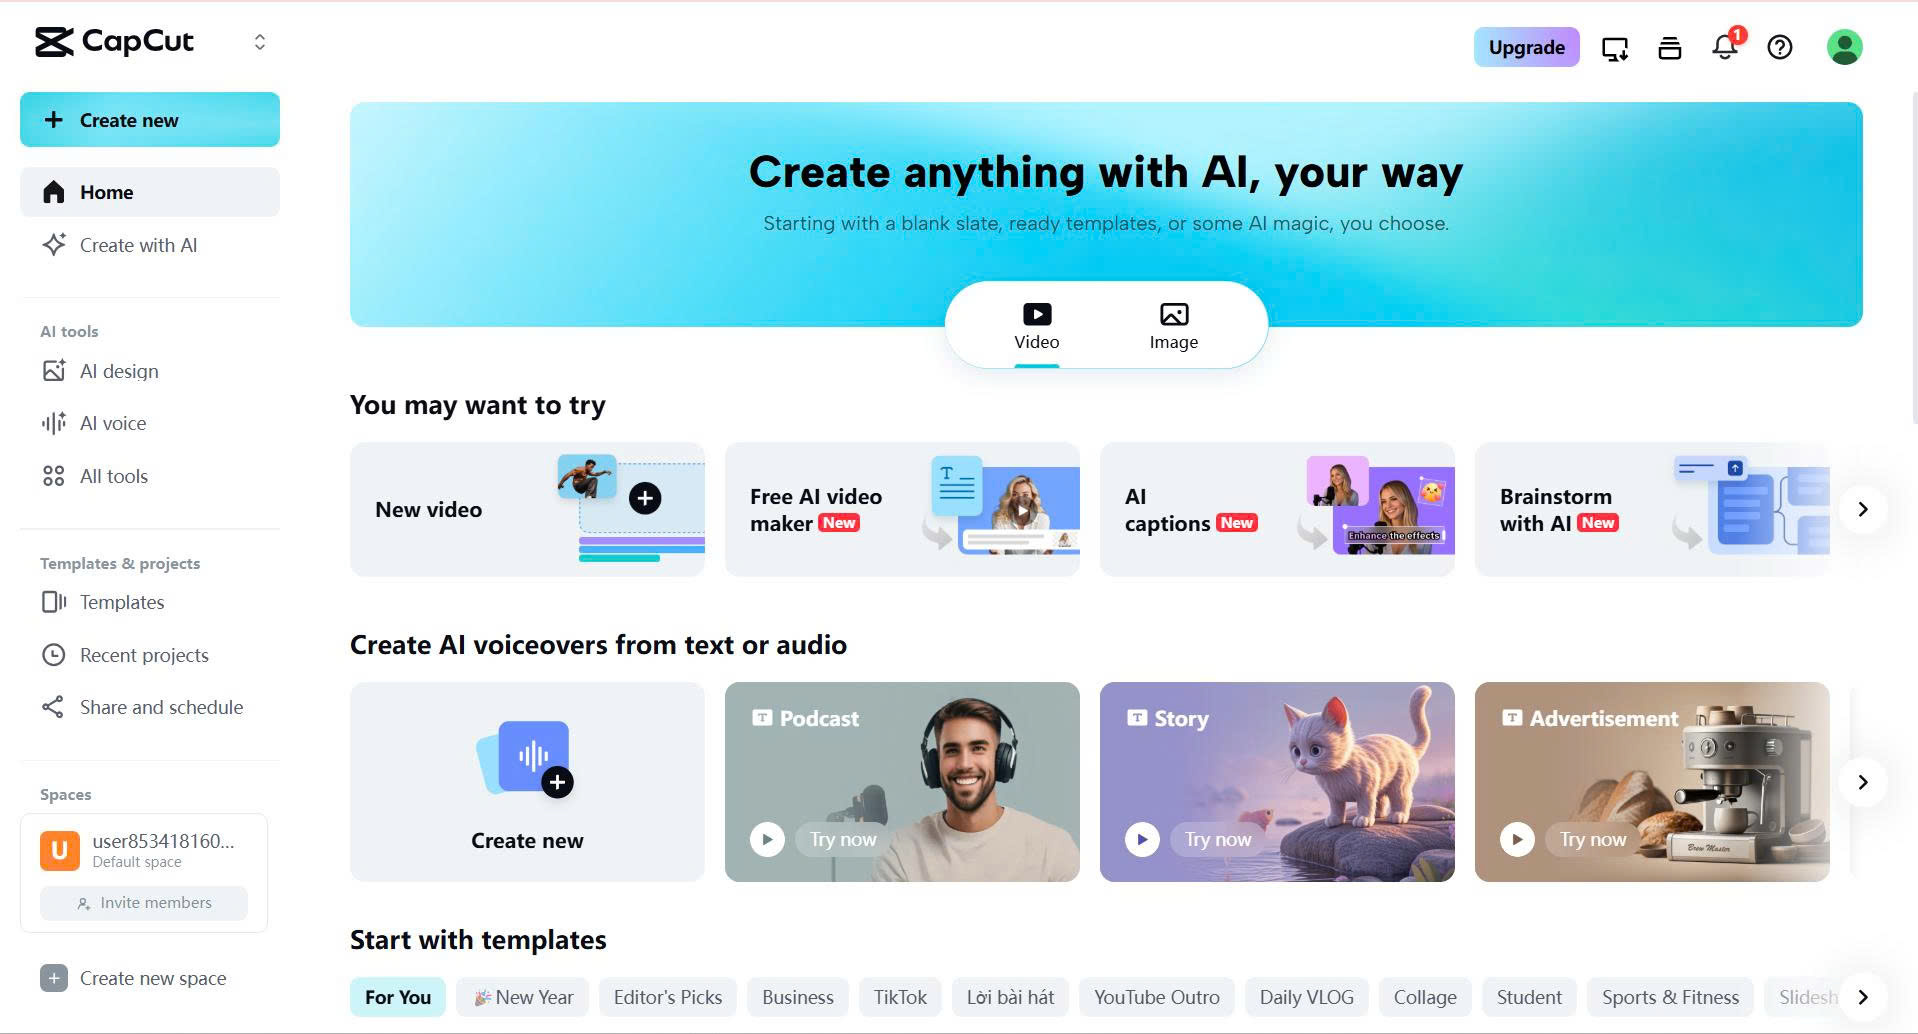 CapCut
Upgrade
1
Create new
Home
Create with AI
AI tools
AI design
AI voice
All tools
Templates & projects
Templates
Recent projects
Share and schedule
Spaces
U
user853418160...
Default space
Invite members
Create new space
Create anything with AI, your way
Starting with a blank slate, ready templates, or some AI magic, you choose.
Video
Image
You may want to try
New video
Free AI video
maker New
T
AI
captions New
Enhance the effects
Brainstorm
with AI New
Create AI voiceovers from text or audio
Create new
T Podcast
Try now
T Story
Try now
T Advertisement
Try now
Brew Master
Start with templates
For You
New Year
Editor's Picks
Business
TikTok
Lời bài hát
YouTube Outro
Daily VLOG
Collage
Student
Sports & Fitness
Slidesh